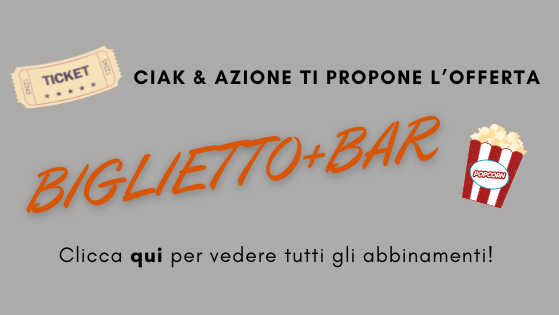 TICKET
CIAK & AZIONE TI PROPONE L'OFFERTA
BIGLIETTO+BAR
POPCORN
Clicca qui per vedere tutti gli abbinamenti!